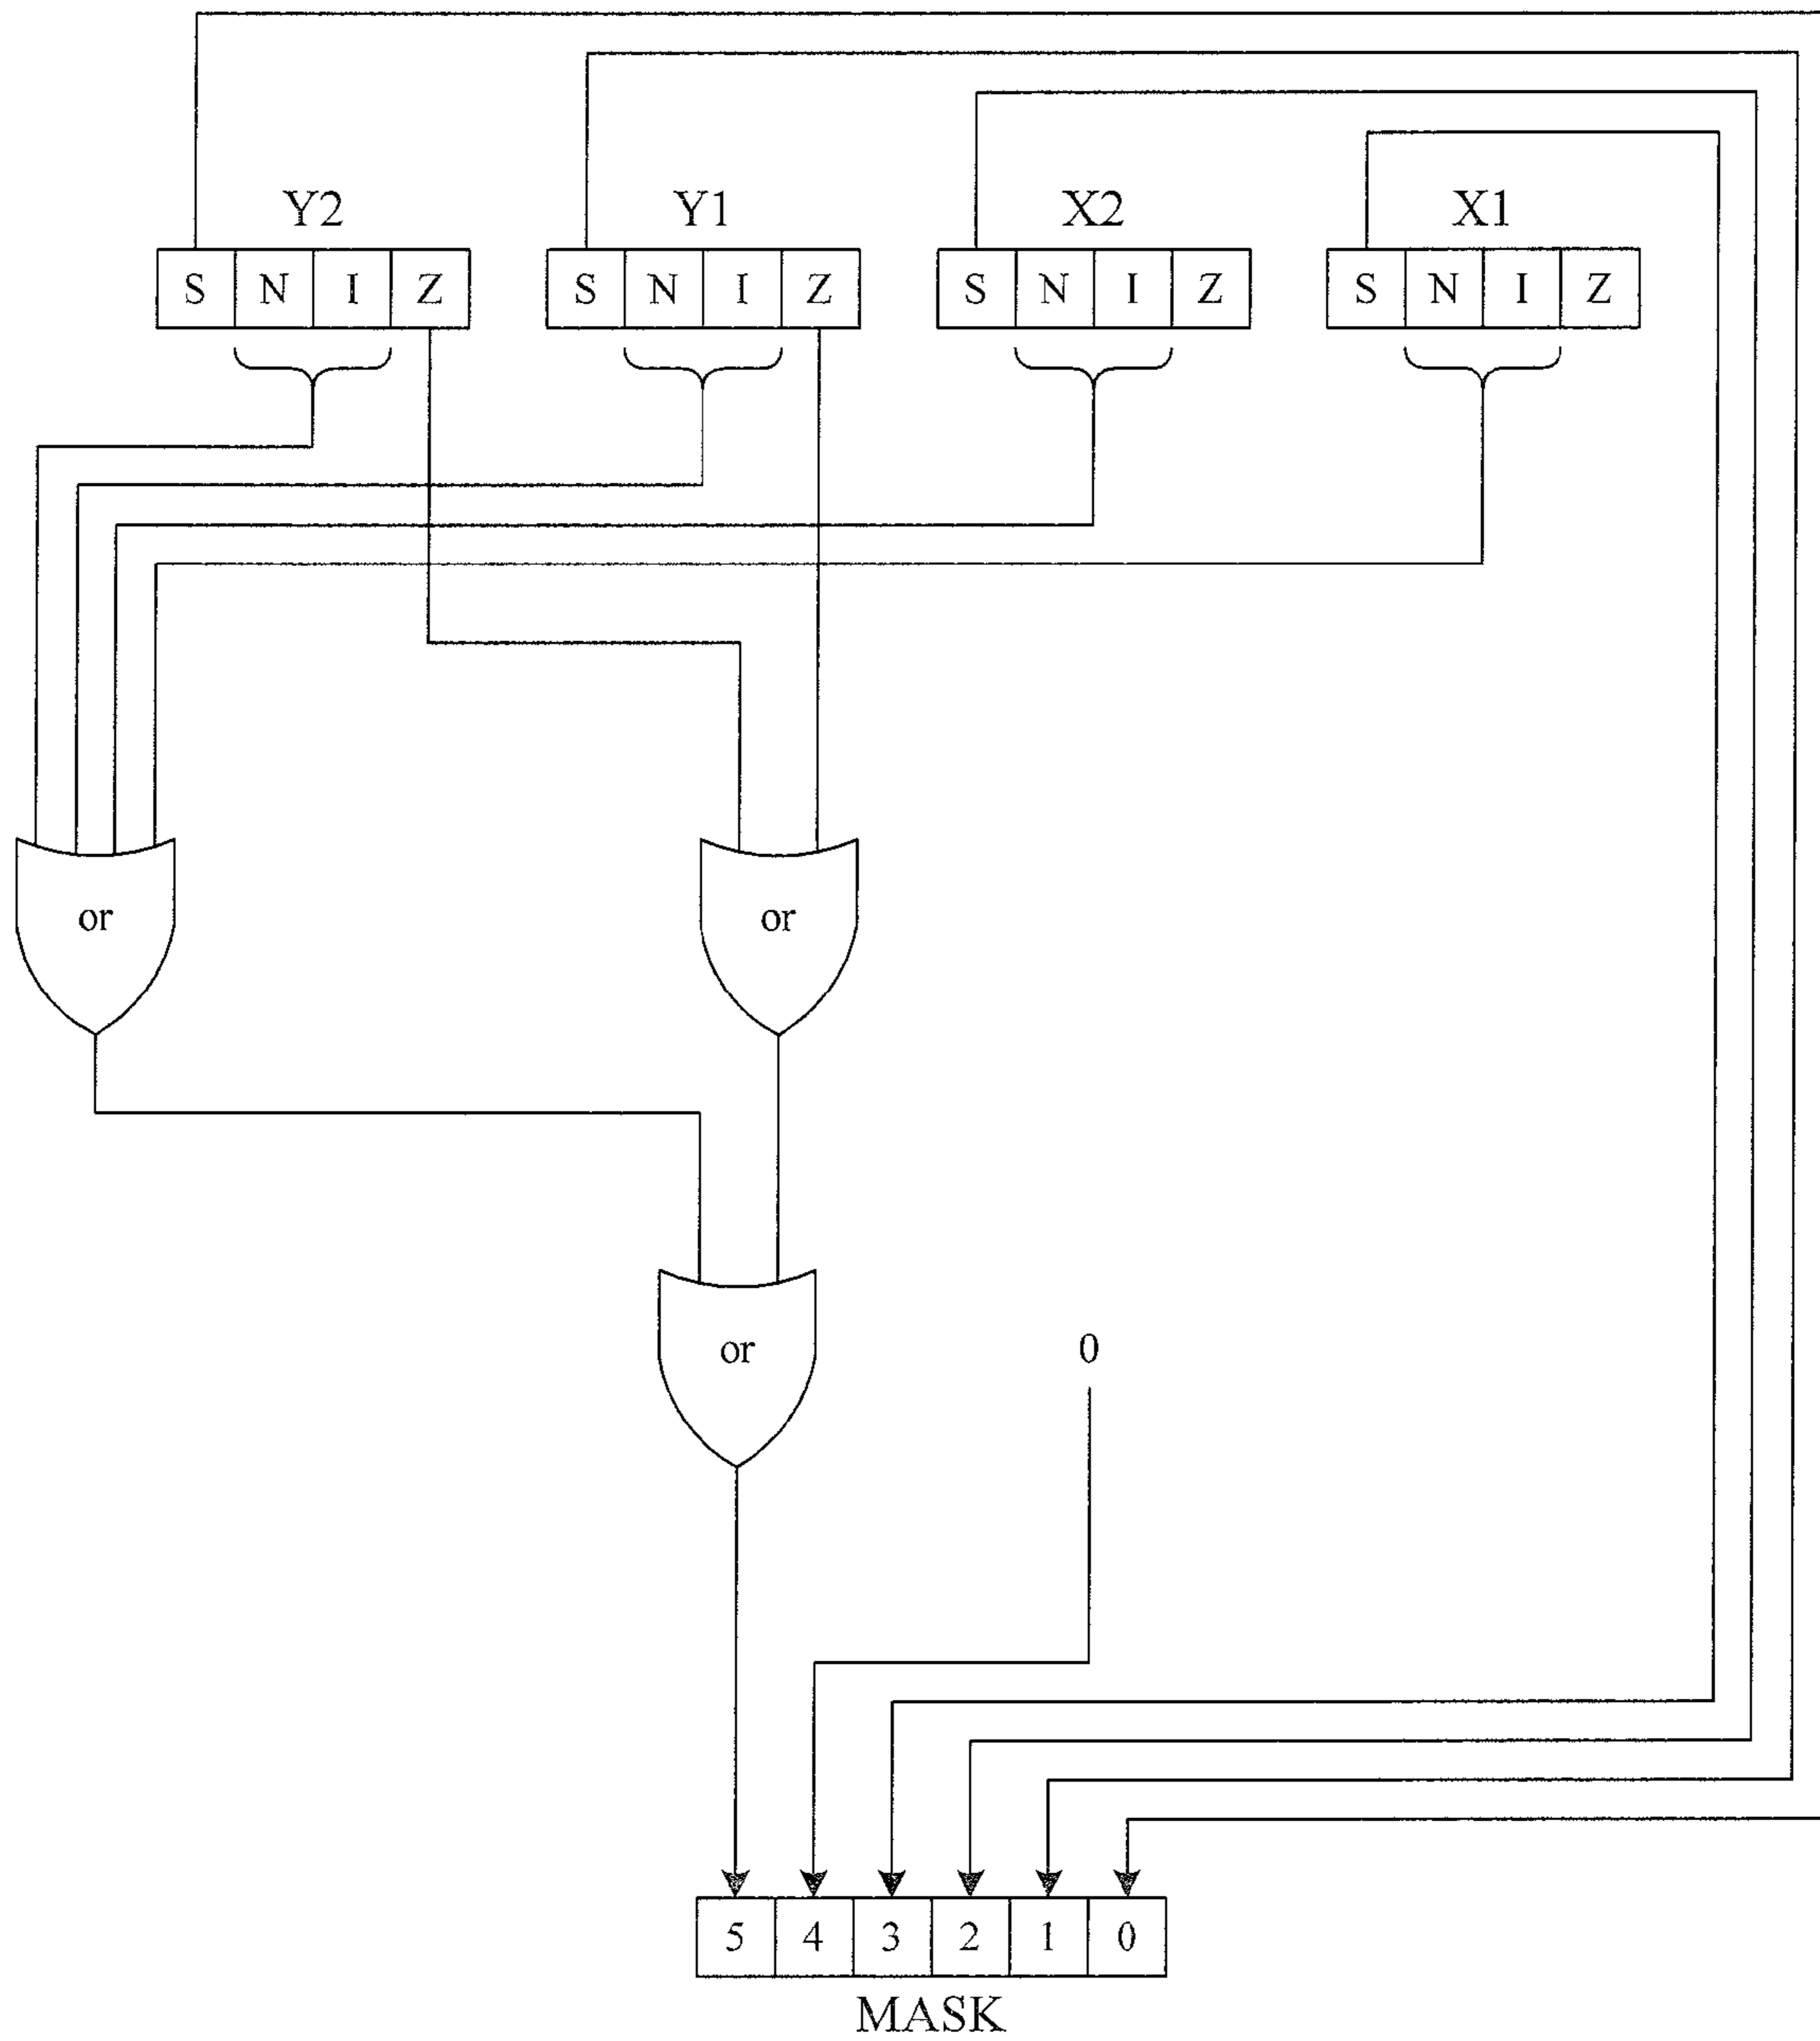 Y2 Y1 X2 X1
S N I Z S N I Z S N I Z S N I Z
or or
or 0
5 4 3 2 1 0
MASK